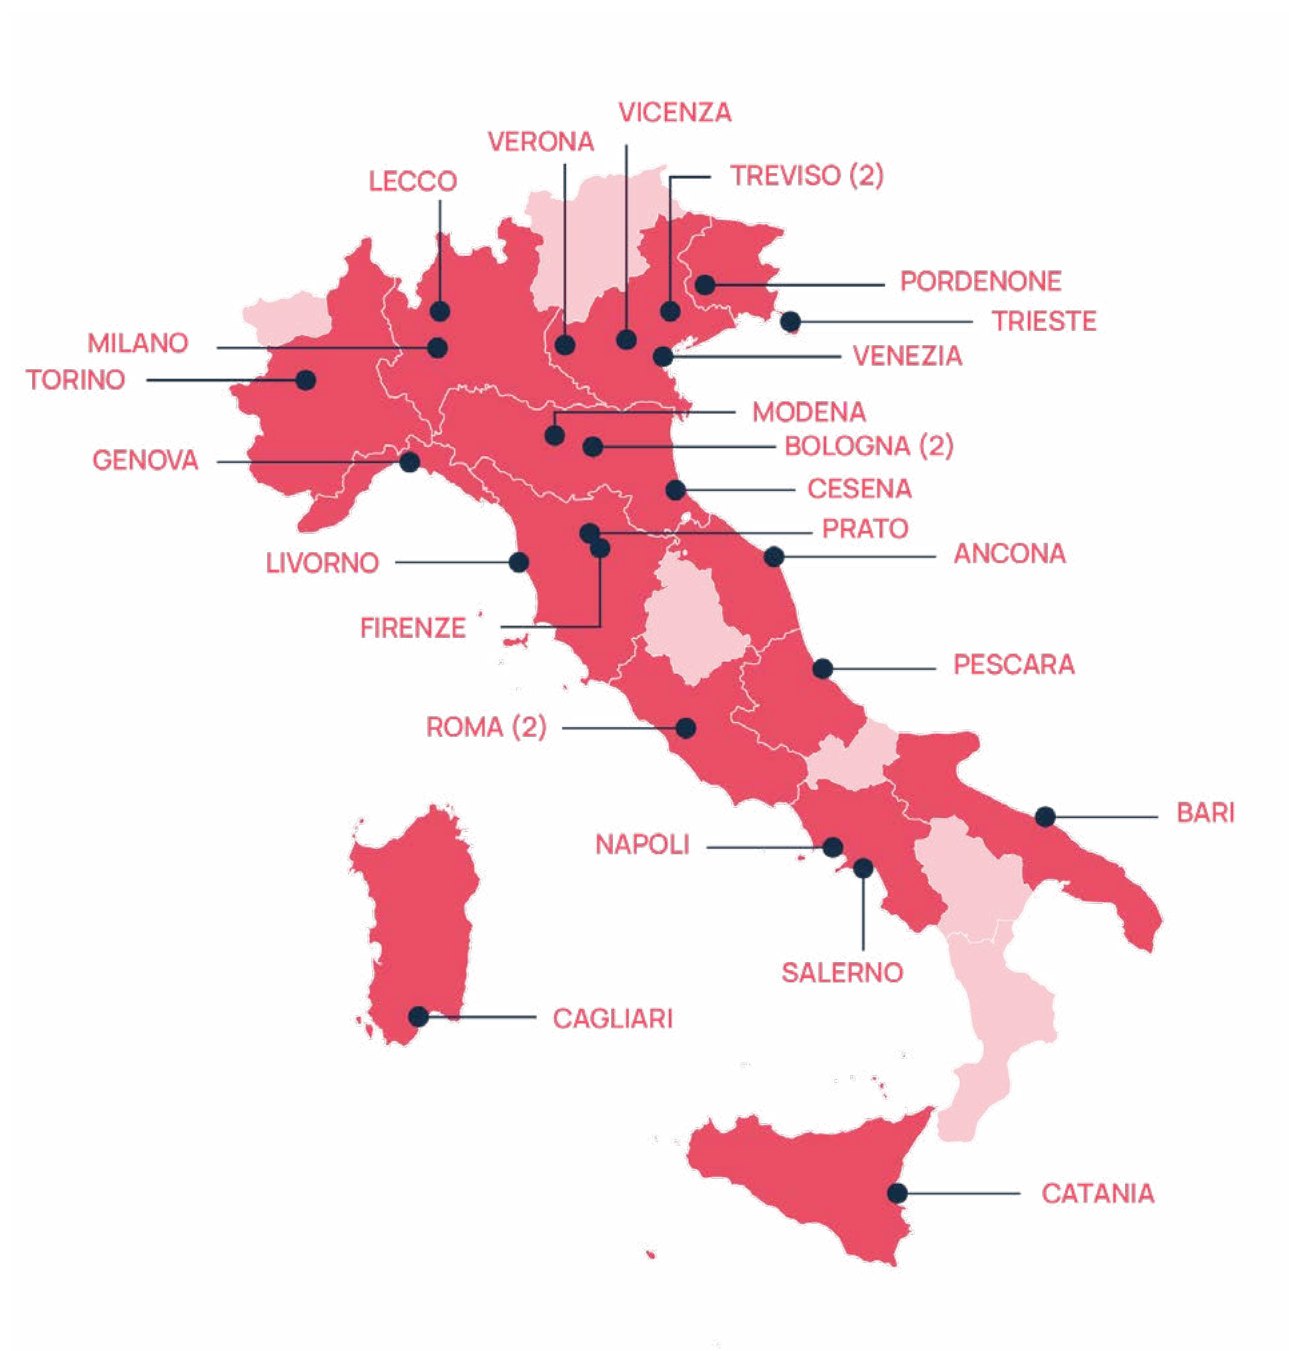 VICENZA
VERONA
TREVISO (2)
LECCO
PORDENONE
TRIESTE
MILANO
VENEZIA
TORINO
MODENA
BOLOGNA (2)
GENOVA
CESENA
PRATO
ANCONA
LIVORNO
FIRENZE
PESCARA
ROMA (2)
BARI
NAPOLI
SALERNO
CAGLIARI
CATANIA